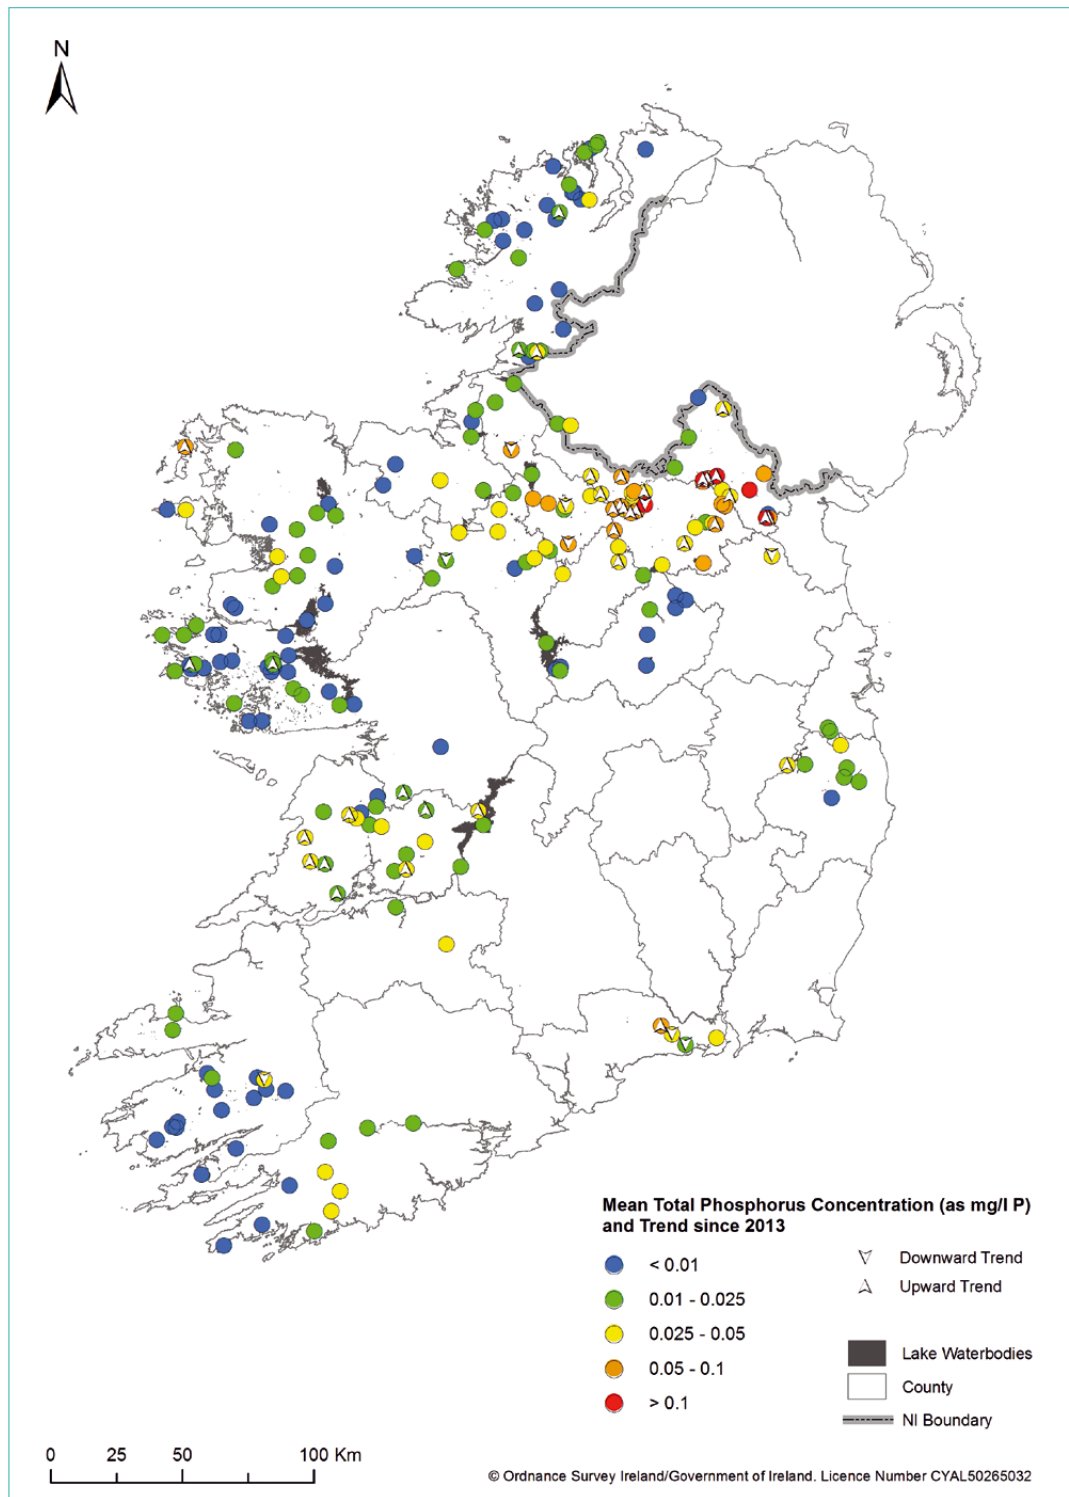 N
Mean Total Phosphorus Concentration (as mg/l P)
and Trend since 2013
< 0.01
0.01 - 0.025
0.025 - 0.05
0.05 - 0.1
> 0.1
Downward Trend
Upward Trend
Lake Waterbodies
County
NI Boundary
0 25 50 100 Km
© Ordnance Survey Ireland/Government of Ireland. Licence Number CYAL50265032